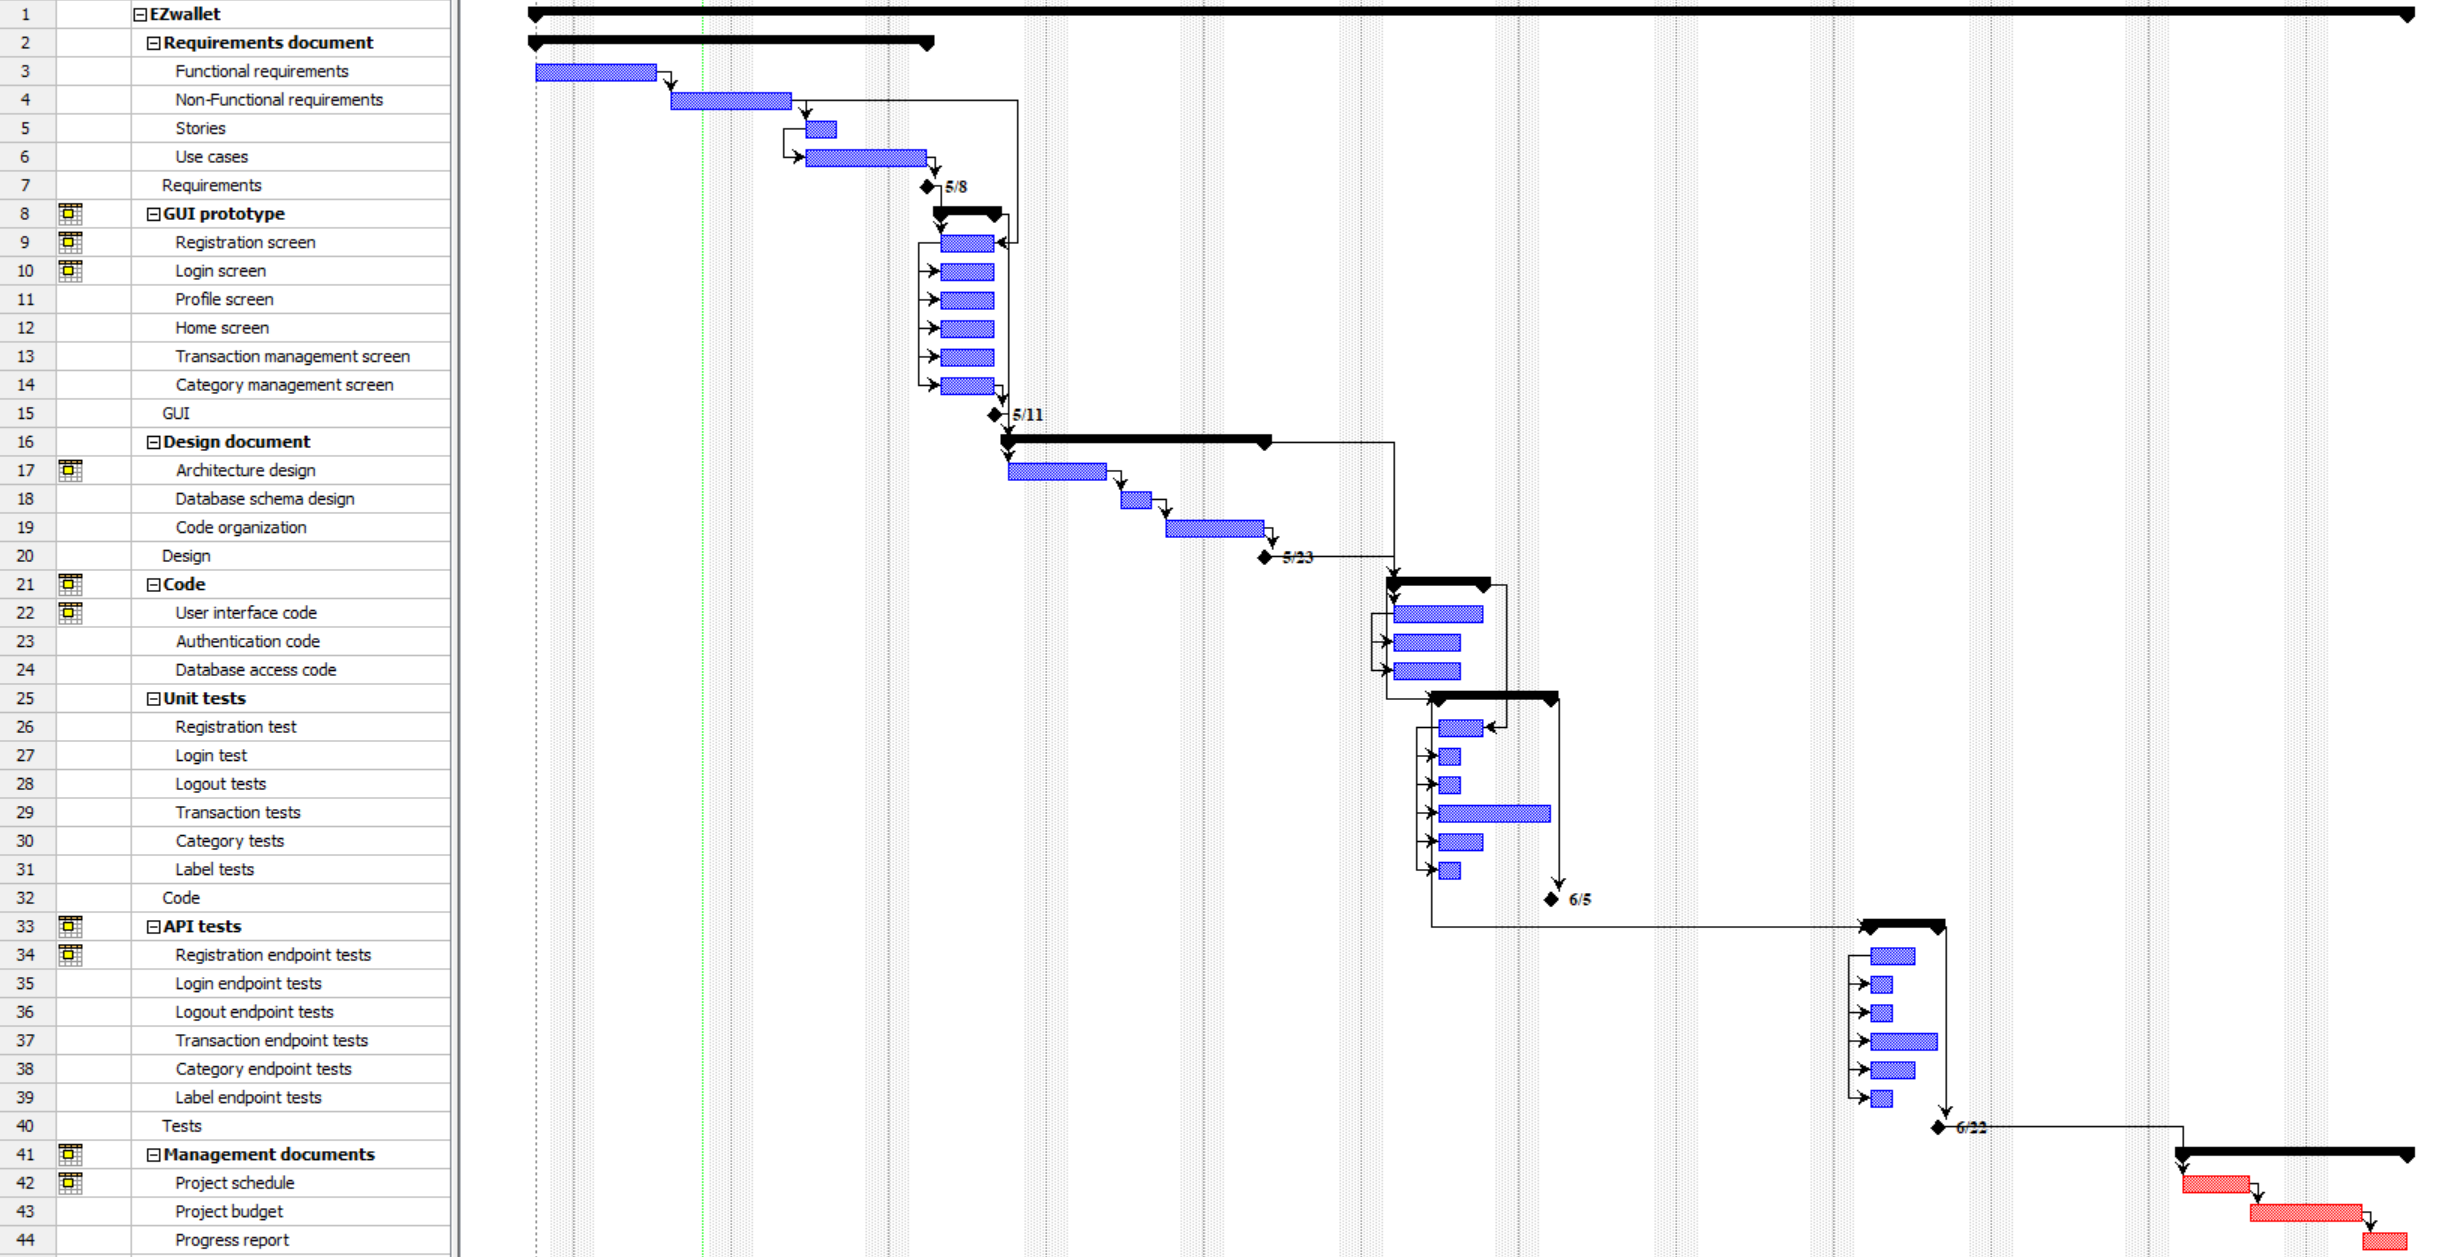 1 EZwallet
2 Requirements document
3 Functional requirements
4 Non-Functional requirements
5 Stories
6 Use cases
7 Requirements 5/8
8 GUI prototype
9 Registration screen
10 Login screen
11 Profile screen
12 Home screen
13 Transaction management screen
14 Category management screen
15 GUI 5/11
16 Design document
17 Architecture design
18 Database schema design
19 Code organization
20 Design 5/23
21 Code
22 User interface code
23 Authentication code
24 Database access code
25 Unit tests
26 Registration test
27 Login test
28 Logout tests
29 Transaction tests
30 Category tests
31 Label tests
32 Code 6/5
33 API tests
34 Registration endpoint tests
35 Login endpoint tests
36 Logout endpoint tests
37 Transaction endpoint tests
38 Category endpoint tests
39 Label endpoint tests
40 Tests 6/22
41 Management documents
42 Project schedule
43 Project budget
44 Progress report